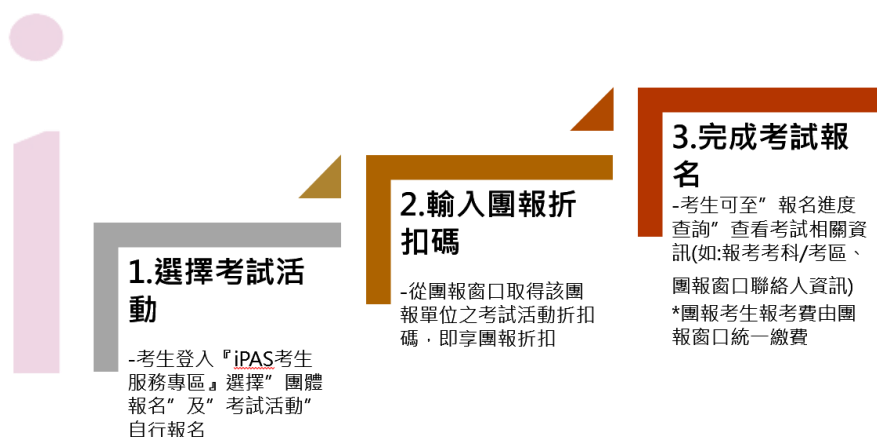 1.選擇考試活
動
-考生登入『iPAS考生
服務專區』選擇”團體
報名”及”考試活動”
自行報名
2.輸入團報折
扣碼
-從團報窗口取得該團
報單位之考試活動折扣
碼，即享團報折扣
3.完成考試報
名
-考生可至”報名進度
查詢”查看考試相關資
訊(如:報考考科/考區、
團報窗口聯絡人資訊)
*團報考生報考費由團
報窗口統一繳費